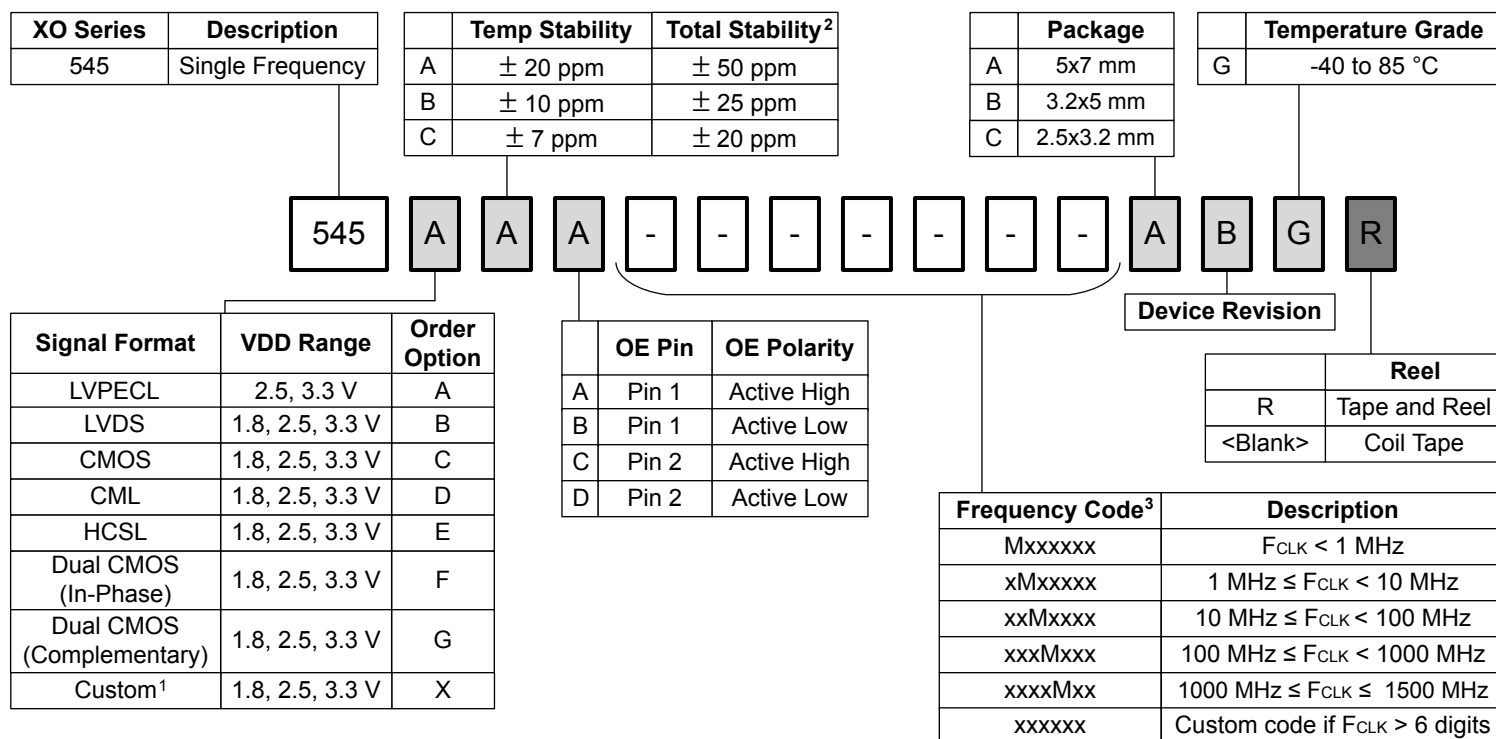 XO Series Description
545 Single Frequency
Temp Stability Total Stability2
A ± 20 ppm ± 50 ppm
B ± 10 ppm ± 25 ppm
C ± 7 ppm ± 20 ppm
Package
A 5x7 mm
B 3.2x5 mm
C 2.5x3.2 mm
Temperature Grade
G -40 to 85 °C
545 A A A - - - - - - - A B G R
Signal Format VDD Range Order Option
LVPECL 2.5, 3.3 V A
LVDS 1.8, 2.5, 3.3 V B
CMOS 1.8, 2.5, 3.3 V C
CML 1.8, 2.5, 3.3 V D
HCSL 1.8, 2.5, 3.3 V E
Dual CMOS (In-Phase) 1.8, 2.5, 3.3 V F
Dual CMOS (Complementary) 1.8, 2.5, 3.3 V G
Custom1 1.8, 2.5, 3.3 V X
OE Pin OE Polarity
A Pin 1 Active High
B Pin 1 Active Low
C Pin 2 Active High
D Pin 2 Active Low
Device Revision
Reel
R Tape and Reel
<Blank> Coil Tape
Frequency Code3 Description
Mxxxxxx FCLK < 1 MHz
xMxxxxx 1 MHz ≤ FCLK < 10 MHz
xxMxxxx 10 MHz ≤ FCLK < 100 MHz
xxxMxxx 100 MHz ≤ FCLK < 1000 MHz
xxxxMxx 1000 MHz ≤ FCLK ≤ 1500 MHz
xxxxxx Custom code if FCLK > 6 digits